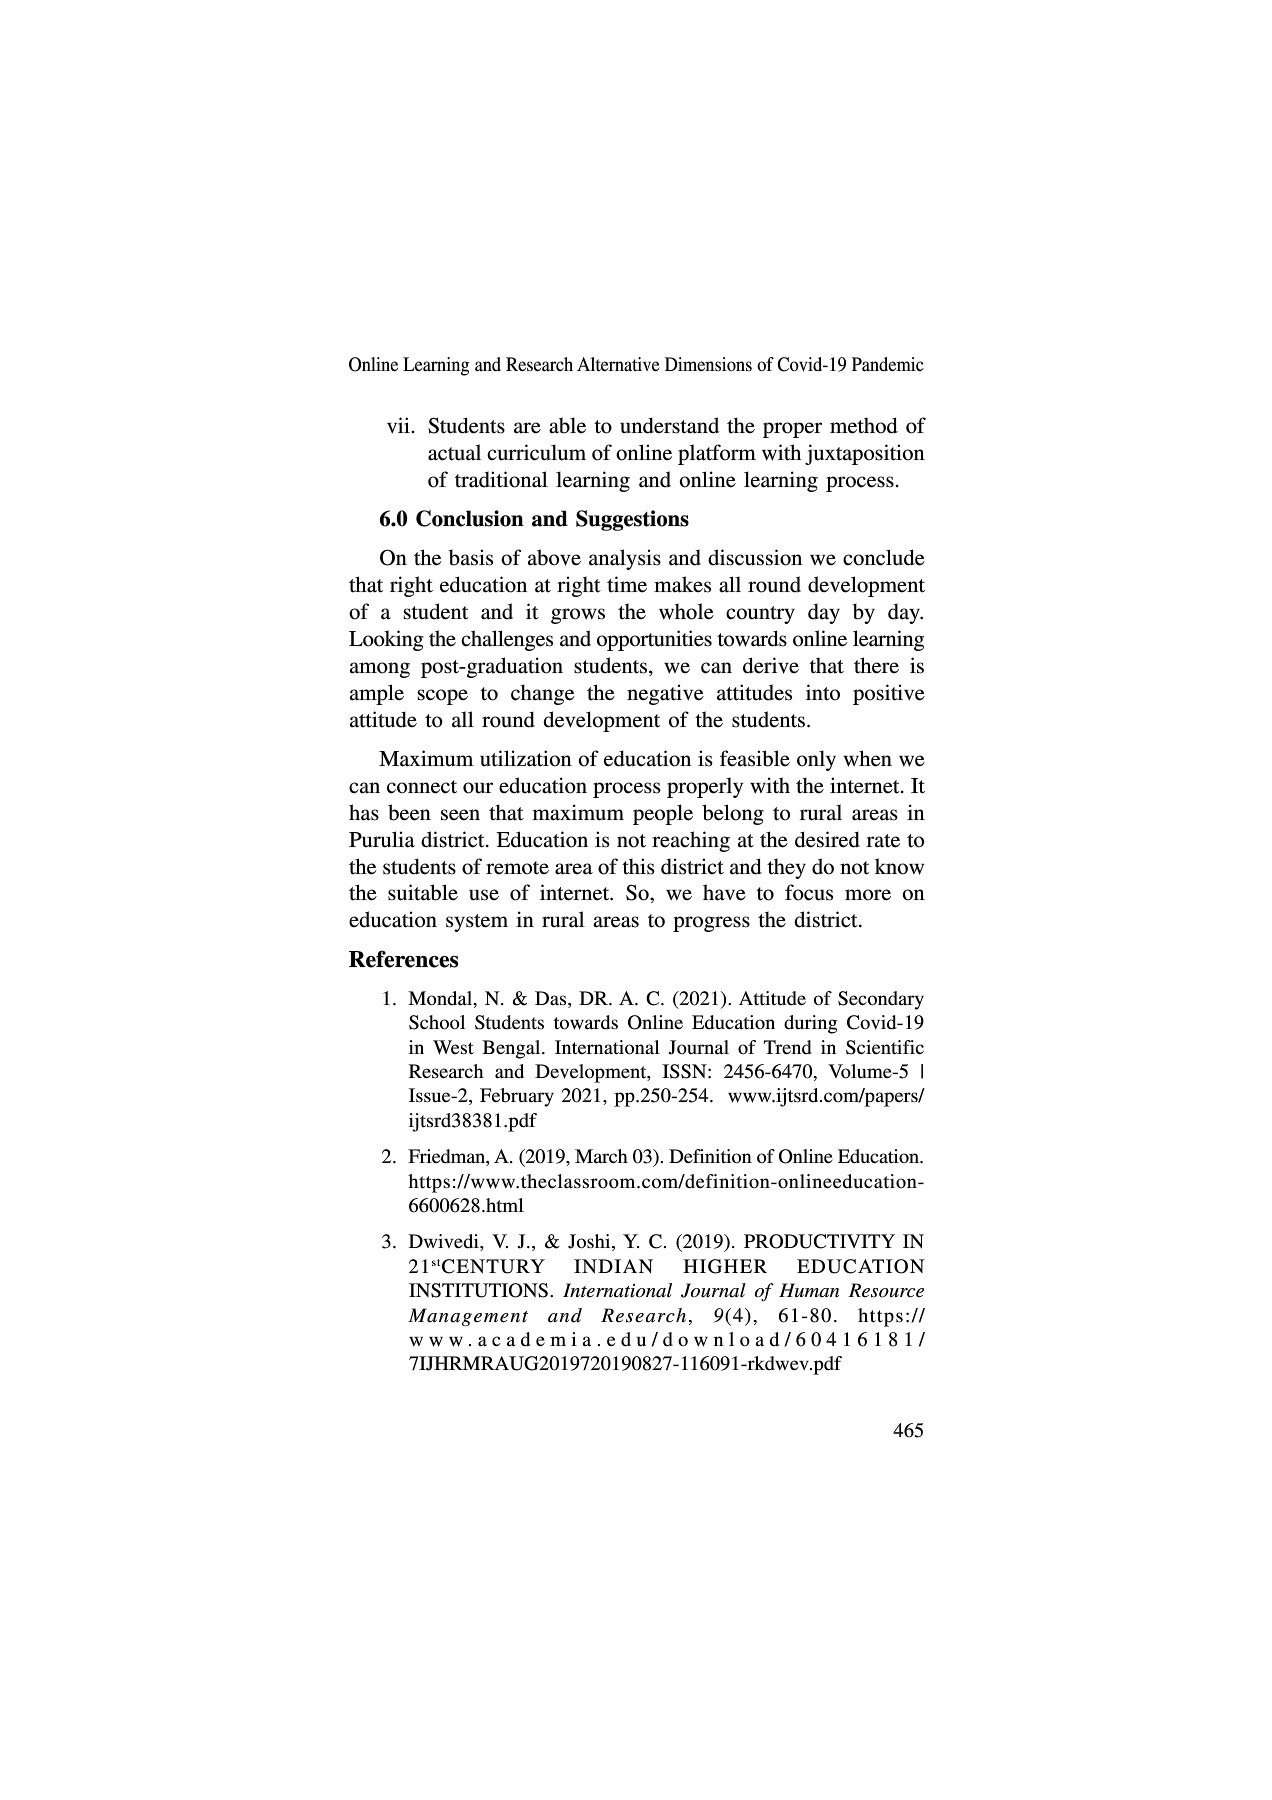 Online Learning and Research Alternative Dimensions of Covid-19 Pandemic
vii. Students are able to understand the proper method of
actual curriculum of online platform with juxtaposition
of traditional learning and online learning process.
6.0 Conclusion and Suggestions
On the basis of above analysis and discussion we conclude
that right education at right time makes all round development
of a student and it grows the whole country day by day.
Looking the challenges and opportunities towards online learning
among post-graduation students, we can derive that there is
ample scope to change the negative attitudes into positive
attitude to all round development of the students.
Maximum utilization of education is feasible only when we
can connect our education process properly with the internet. It
has been seen that maximum people belong to rural areas in
Purulia district. Education is not reaching at the desired rate to
the students of remote area of this district and they do not know
the suitable use of internet. So, we have to focus more on
education system in rural areas to progress the district.
References
1. Mondal, N. & Das, DR. A. C. (2021). Attitude of Secondary
School Students towards Online Education during Covid-19
in West Bengal. International Journal of Trend in Scientific
Research and Development, ISSN: 2456-6470, Volume-5 |
Issue-2, February 2021, pp.250-254. www.ijtsrd.com/papers/
ijtsrd38381.pdf
2. Friedman, A. (2019, March 03). Definition of Online Education.
https://www.theclassroom.com/definition-onlineeducation-
6600628.html
3. Dwivedi, V. J., & Joshi, Y. C. (2019). PRODUCTIVITY IN
21stCENTURY INDIAN HIGHER EDUCATION
INSTITUTIONS. International Journal of Human Resource
Management and Research, 9(4), 61-80. https://
www.academia.edu/download/60416181/
7IJHRMRAUG2019720190827-116091-rkdwev.pdf
465